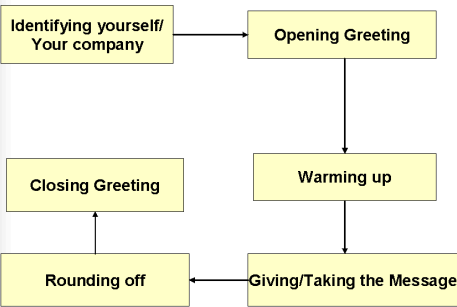 Identifying yourself/
Your company
Opening Greeting
Warming up
Giving/Taking the Message
Rounding off
Closing Greeting